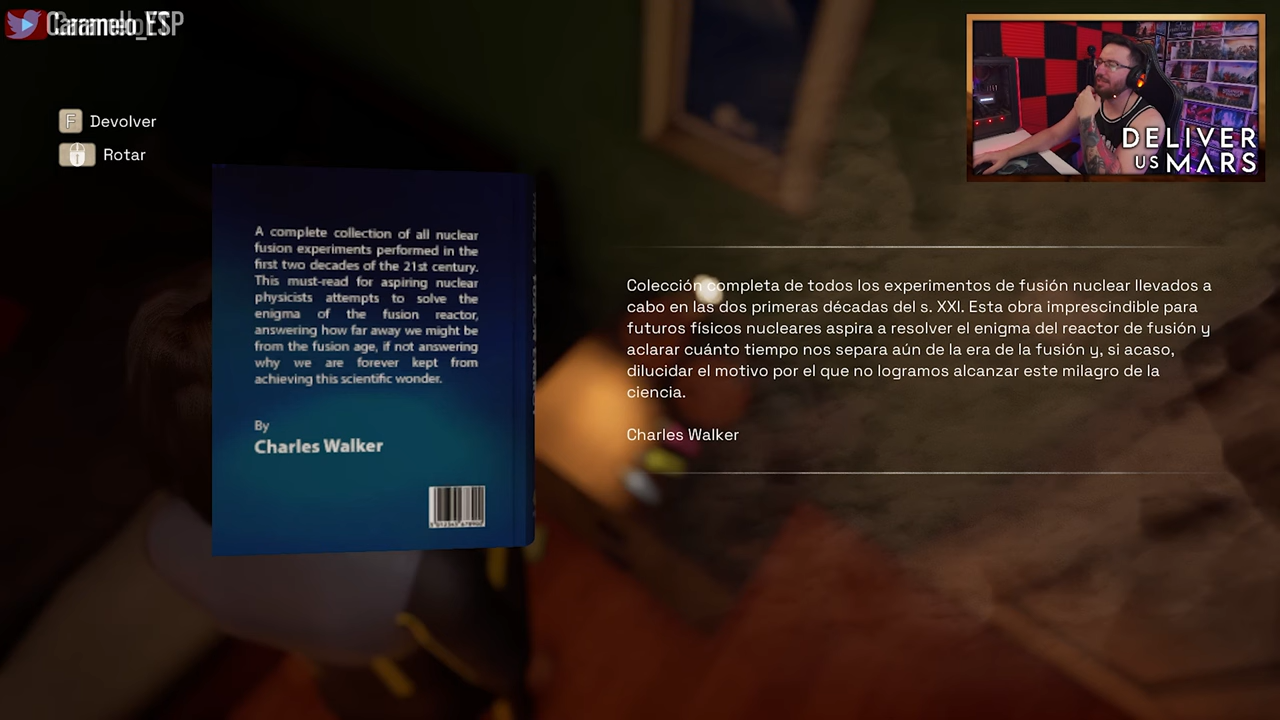 Caramelo_ESP
F Devolver
Rotar
DELIVER
US MARS
A complete collection of all nuclear
fusion experiments performed in the
first two decades of the 21st century.
This must-read for aspiring nuclear
physicists attempts to solve the
enigma of the fusion reactor,
answering how far away we might be
from the fusion age, if not answering
why we are forever kept from
achieving this scientific wonder.
By
Charles Walker
Colección completa de todos los experimentos de fusión nuclear llevados a
cabo en las dos primeras décadas del s. XXI. Esta obra imprescindible para
futuros físicos nucleares aspira a resolver el enigma del reactor de fusión y
aclarar cuánto tiempo nos separa aún de la era de la fusión y, si acaso,
dilucidar el motivo por el que no logramos alcanzar este milagro de la
ciencia.
Charles Walker